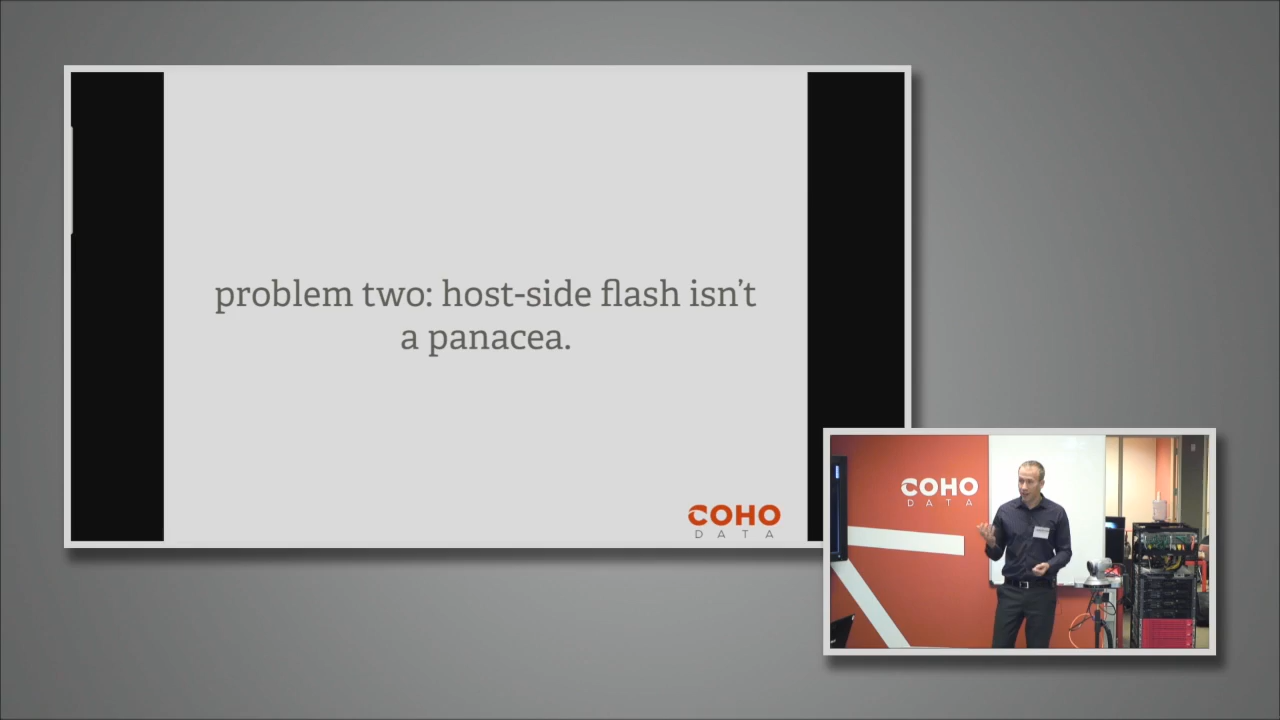 problem two: host-side flash isn't
a panacea.
COHO
DATA
COHO
DATA